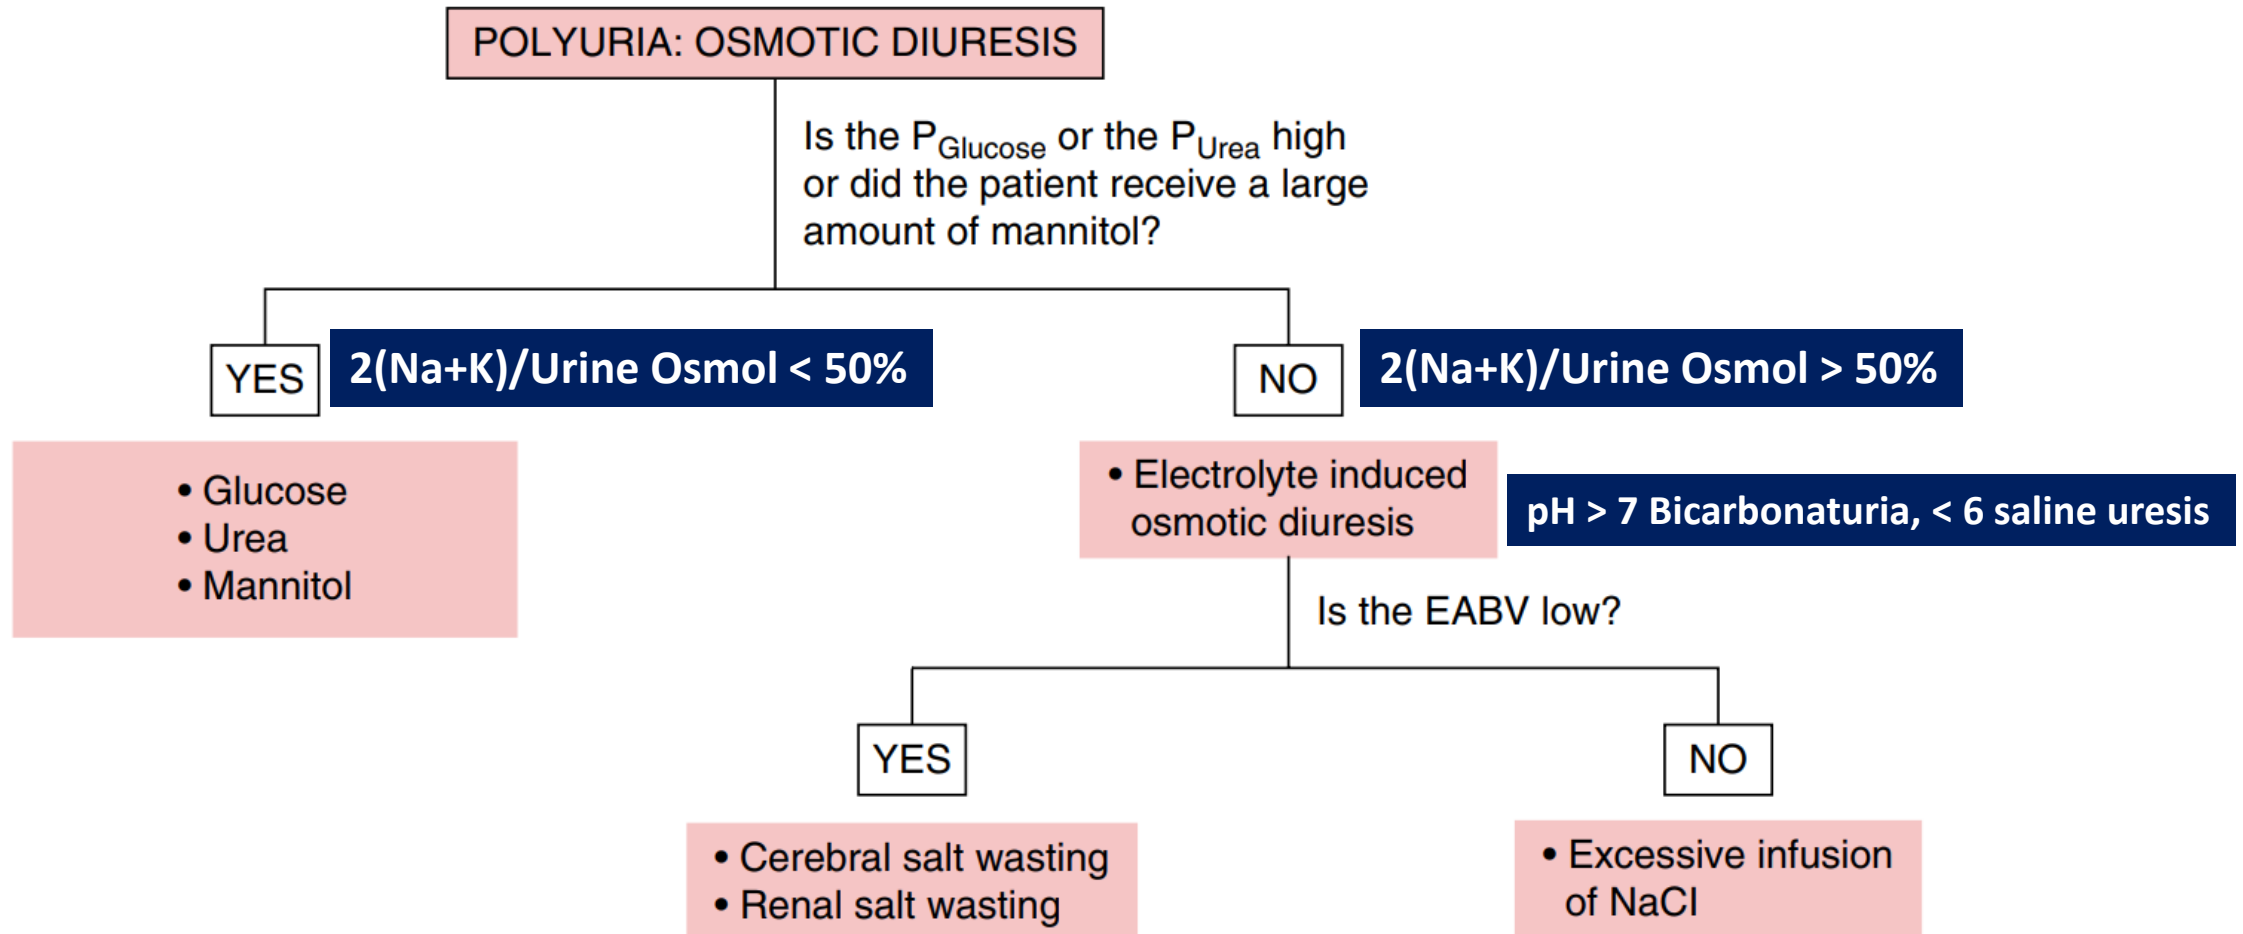 POLYURIA: OSMOTIC DIURESIS
Is the PGlucose or the PUrea high
or did the patient receive a large
amount of mannitol?
YES
2(Na+K)/Urine Osmol < 50%
NO
2(Na+K)/Urine Osmol > 50%
• Glucose
• Urea
• Mannitol
• Electrolyte induced
osmotic diuresis
pH > 7 Bicarbonaturia, < 6 saline uresis
Is the EABV low?
YES
NO
• Cerebral salt wasting
• Renal salt wasting
• Excessive infusion
of NaCl